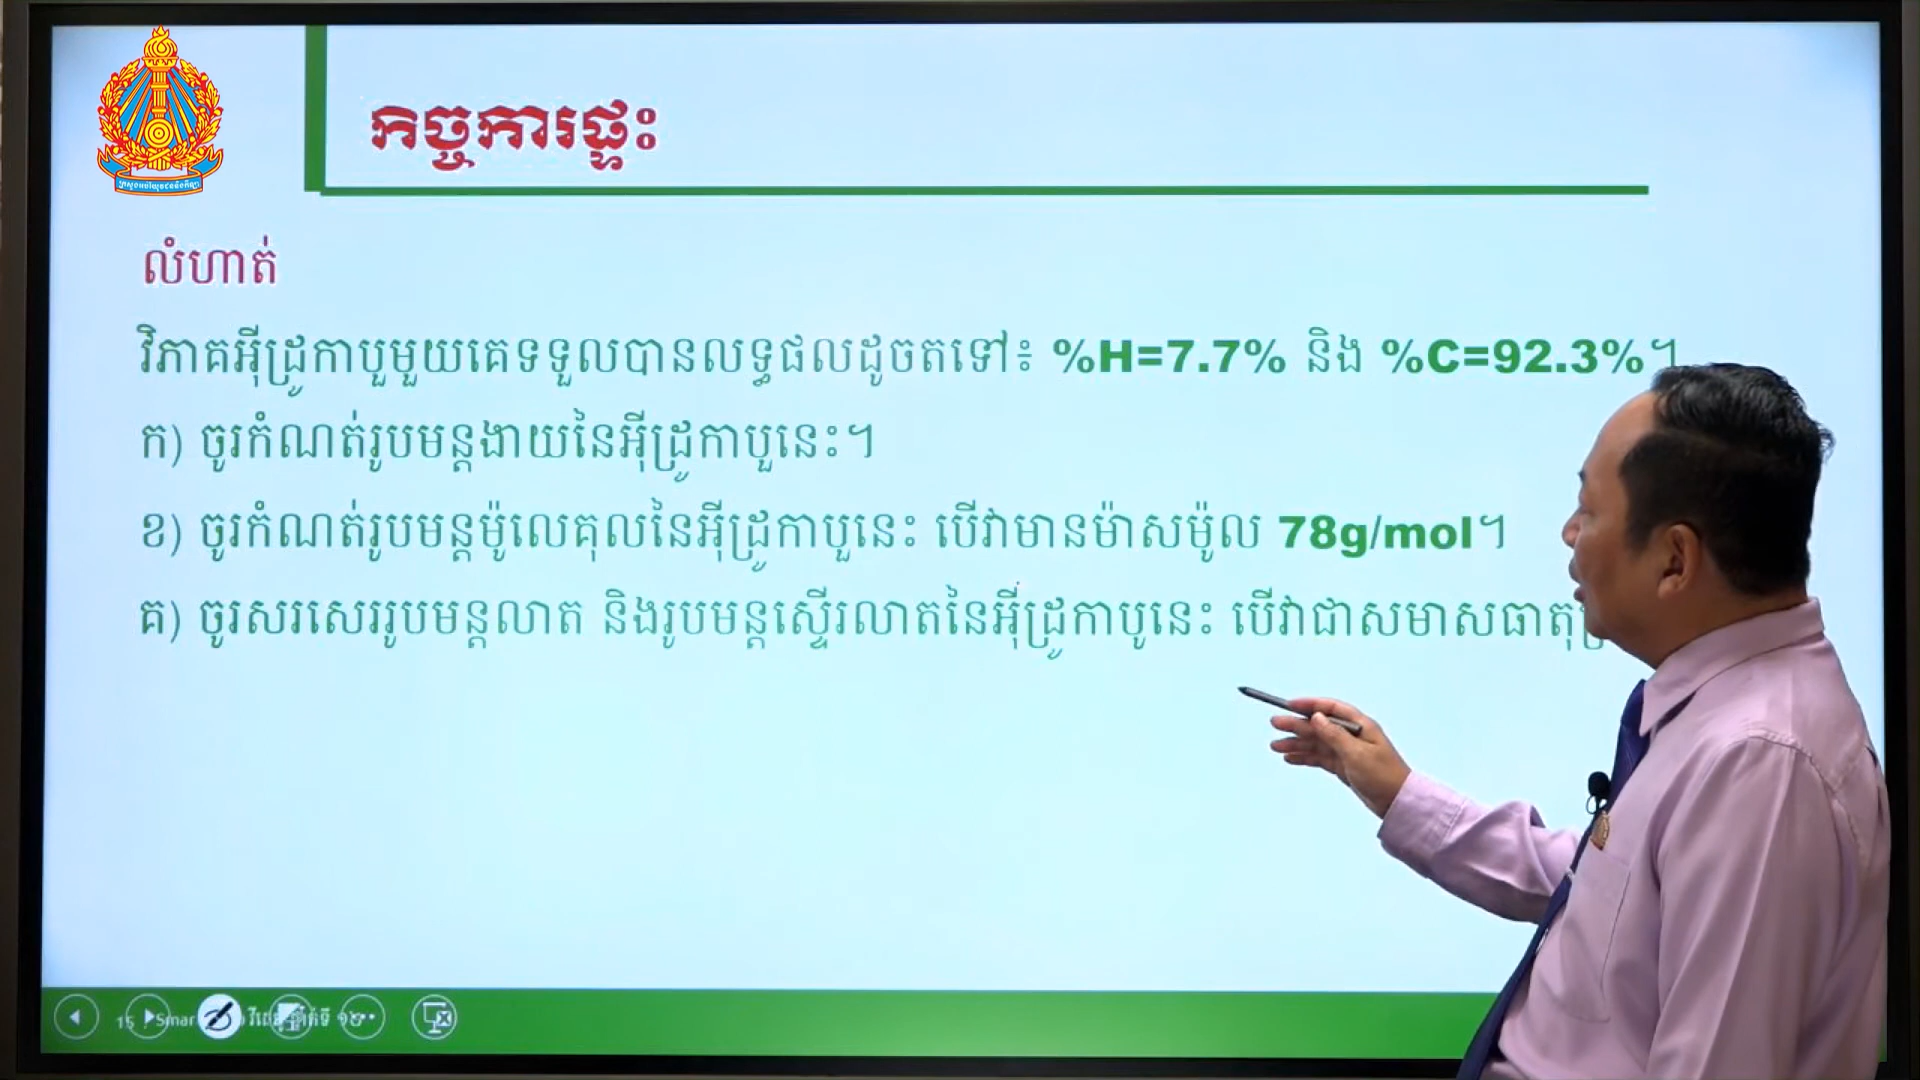 កិច្ចការផ្ទះ
លំហាត់
វិភាគអ៊ីដ្រូកាបួមួយគេទទួលបានលទ្ធផលដូចតទៅ៖ %H=7.7% និង %C=92.3%។
ក) ចូរកំណត់រូបមន្តងាយនៃអ៊ីដ្រូកាបួនេះ។
ខ) ចូរកំណត់រូបមន្តម៉ូលេគុលនៃអ៊ីដ្រូកាបួនេះ បើវាមានម៉ាសម៉ូល 78g/mol។
គ) ចូរសរសេររូបមន្តលាត និងរូបមន្តស្ទើរលាតនៃអ៊ីដ្រូកាបូនេះ បើវាជាសមាសធាតុ
15 Smar